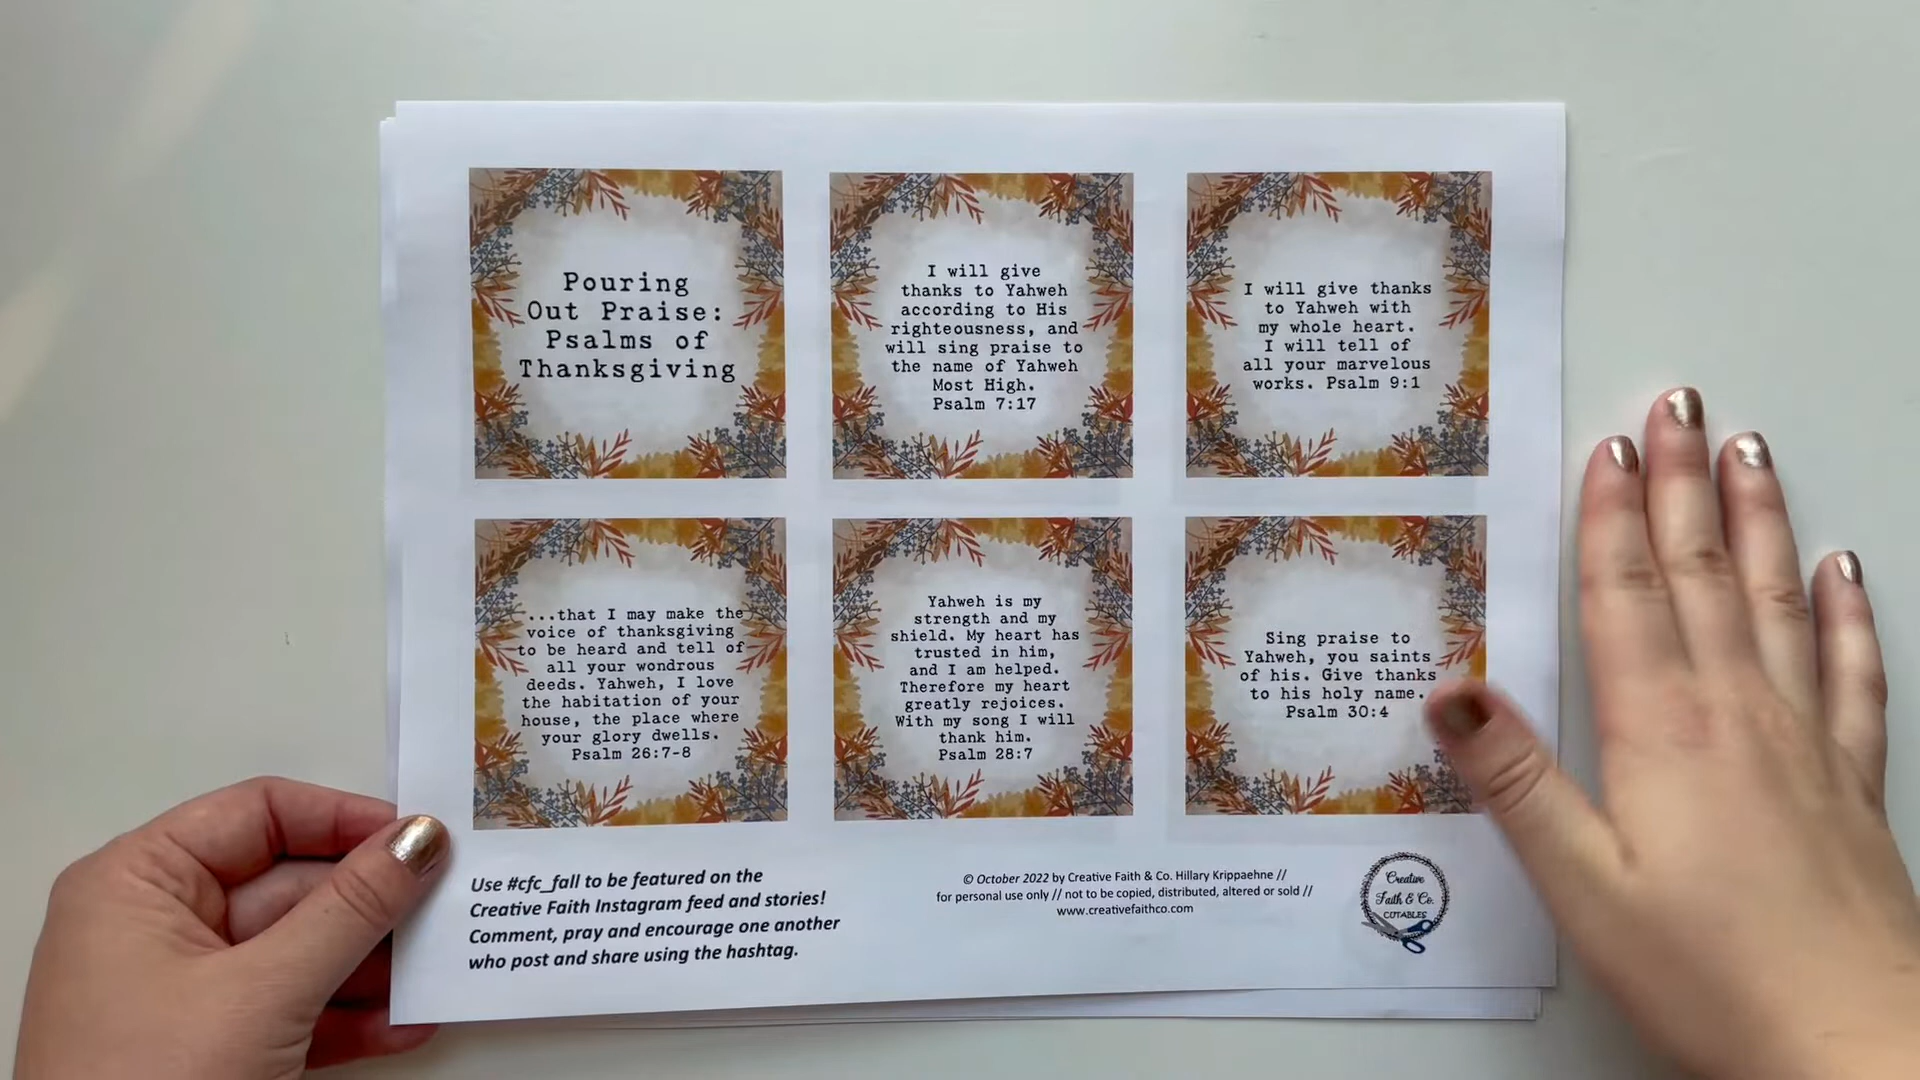 Pouring
Out Praise:
Psalms of
Thanksgiving
I will give
thanks to Yahweh
according to His
righteousness, and
will sing praise to
the name of Yahweh
Most High.
Psalm 7:17
I will give thanks
to Yahweh with
my whole heart.
I will tell of
all your marvelous
works. Psalm 9:1
...that I may make the
voice of thanksgiving
to be heard and tell of
all your wondrous
deeds. Yahweh, I love
the habitation of your
house, the place where
your glory dwells.
Psalm 26:7-8
Yahweh is my
strength and my
shield. My heart has
trusted in him,
and I am helped.
Therefore my heart
greatly rejoices.
With my song I will
thank him.
Psalm 28:7
Sing praise to
Yahweh, you saints
of his. Give thanks
to his holy name.
Psalm 30:4
Use #cfc_fall to be featured on the
Creative Faith Instagram feed and stories!
Comment, pray and encourage one another
who post and share using the hashtag.
© October 2022 by Creative Faith & Co. Hillary Krippaehne //
for personal use only // not to be copied, distributed, altered or sold //
www.creativefaithco.com
Creative
Faith & Co.
CUTABLES